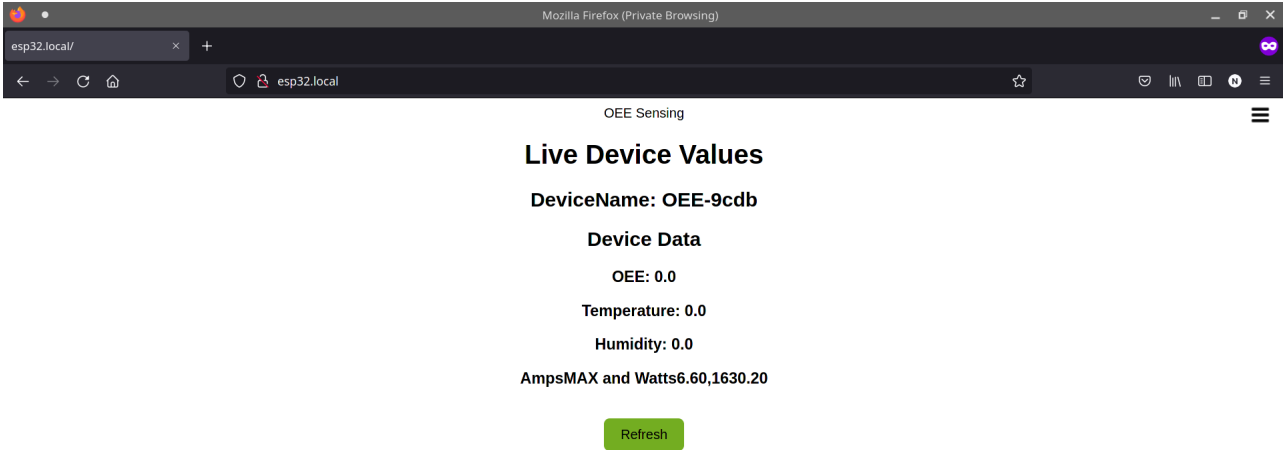 Mozilla Firefox (Private Browsing)
esp32.local/
esp32.local
N
OEE Sensing
Live Device Values
DeviceName: OEE-9cdb
Device Data
OEE: 0.0
Temperature: 0.0
Humidity: 0.0
AmpsMAX and Watts6.60,1630.20
Refresh